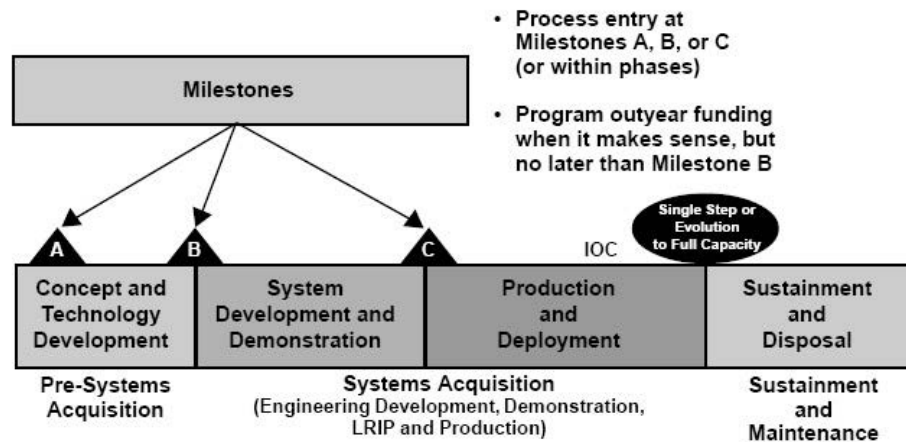 • Process entry at
Milestones A, B, or C
(or within phases)
Milestones
• Program outyear funding
when it makes sense, but
no later than Milestone B
Single Step or
Evolution
to Full Capacity
A
B
C
IOC
Concept and
Technology
Development
System
Development and
Demonstration
Production
and
Deployment
Sustainment
and
Disposal
Pre-Systems
Acquisition
Systems Acquisition
(Engineering Development, Demonstration,
LRIP and Production)
Sustainment
and
Maintenance